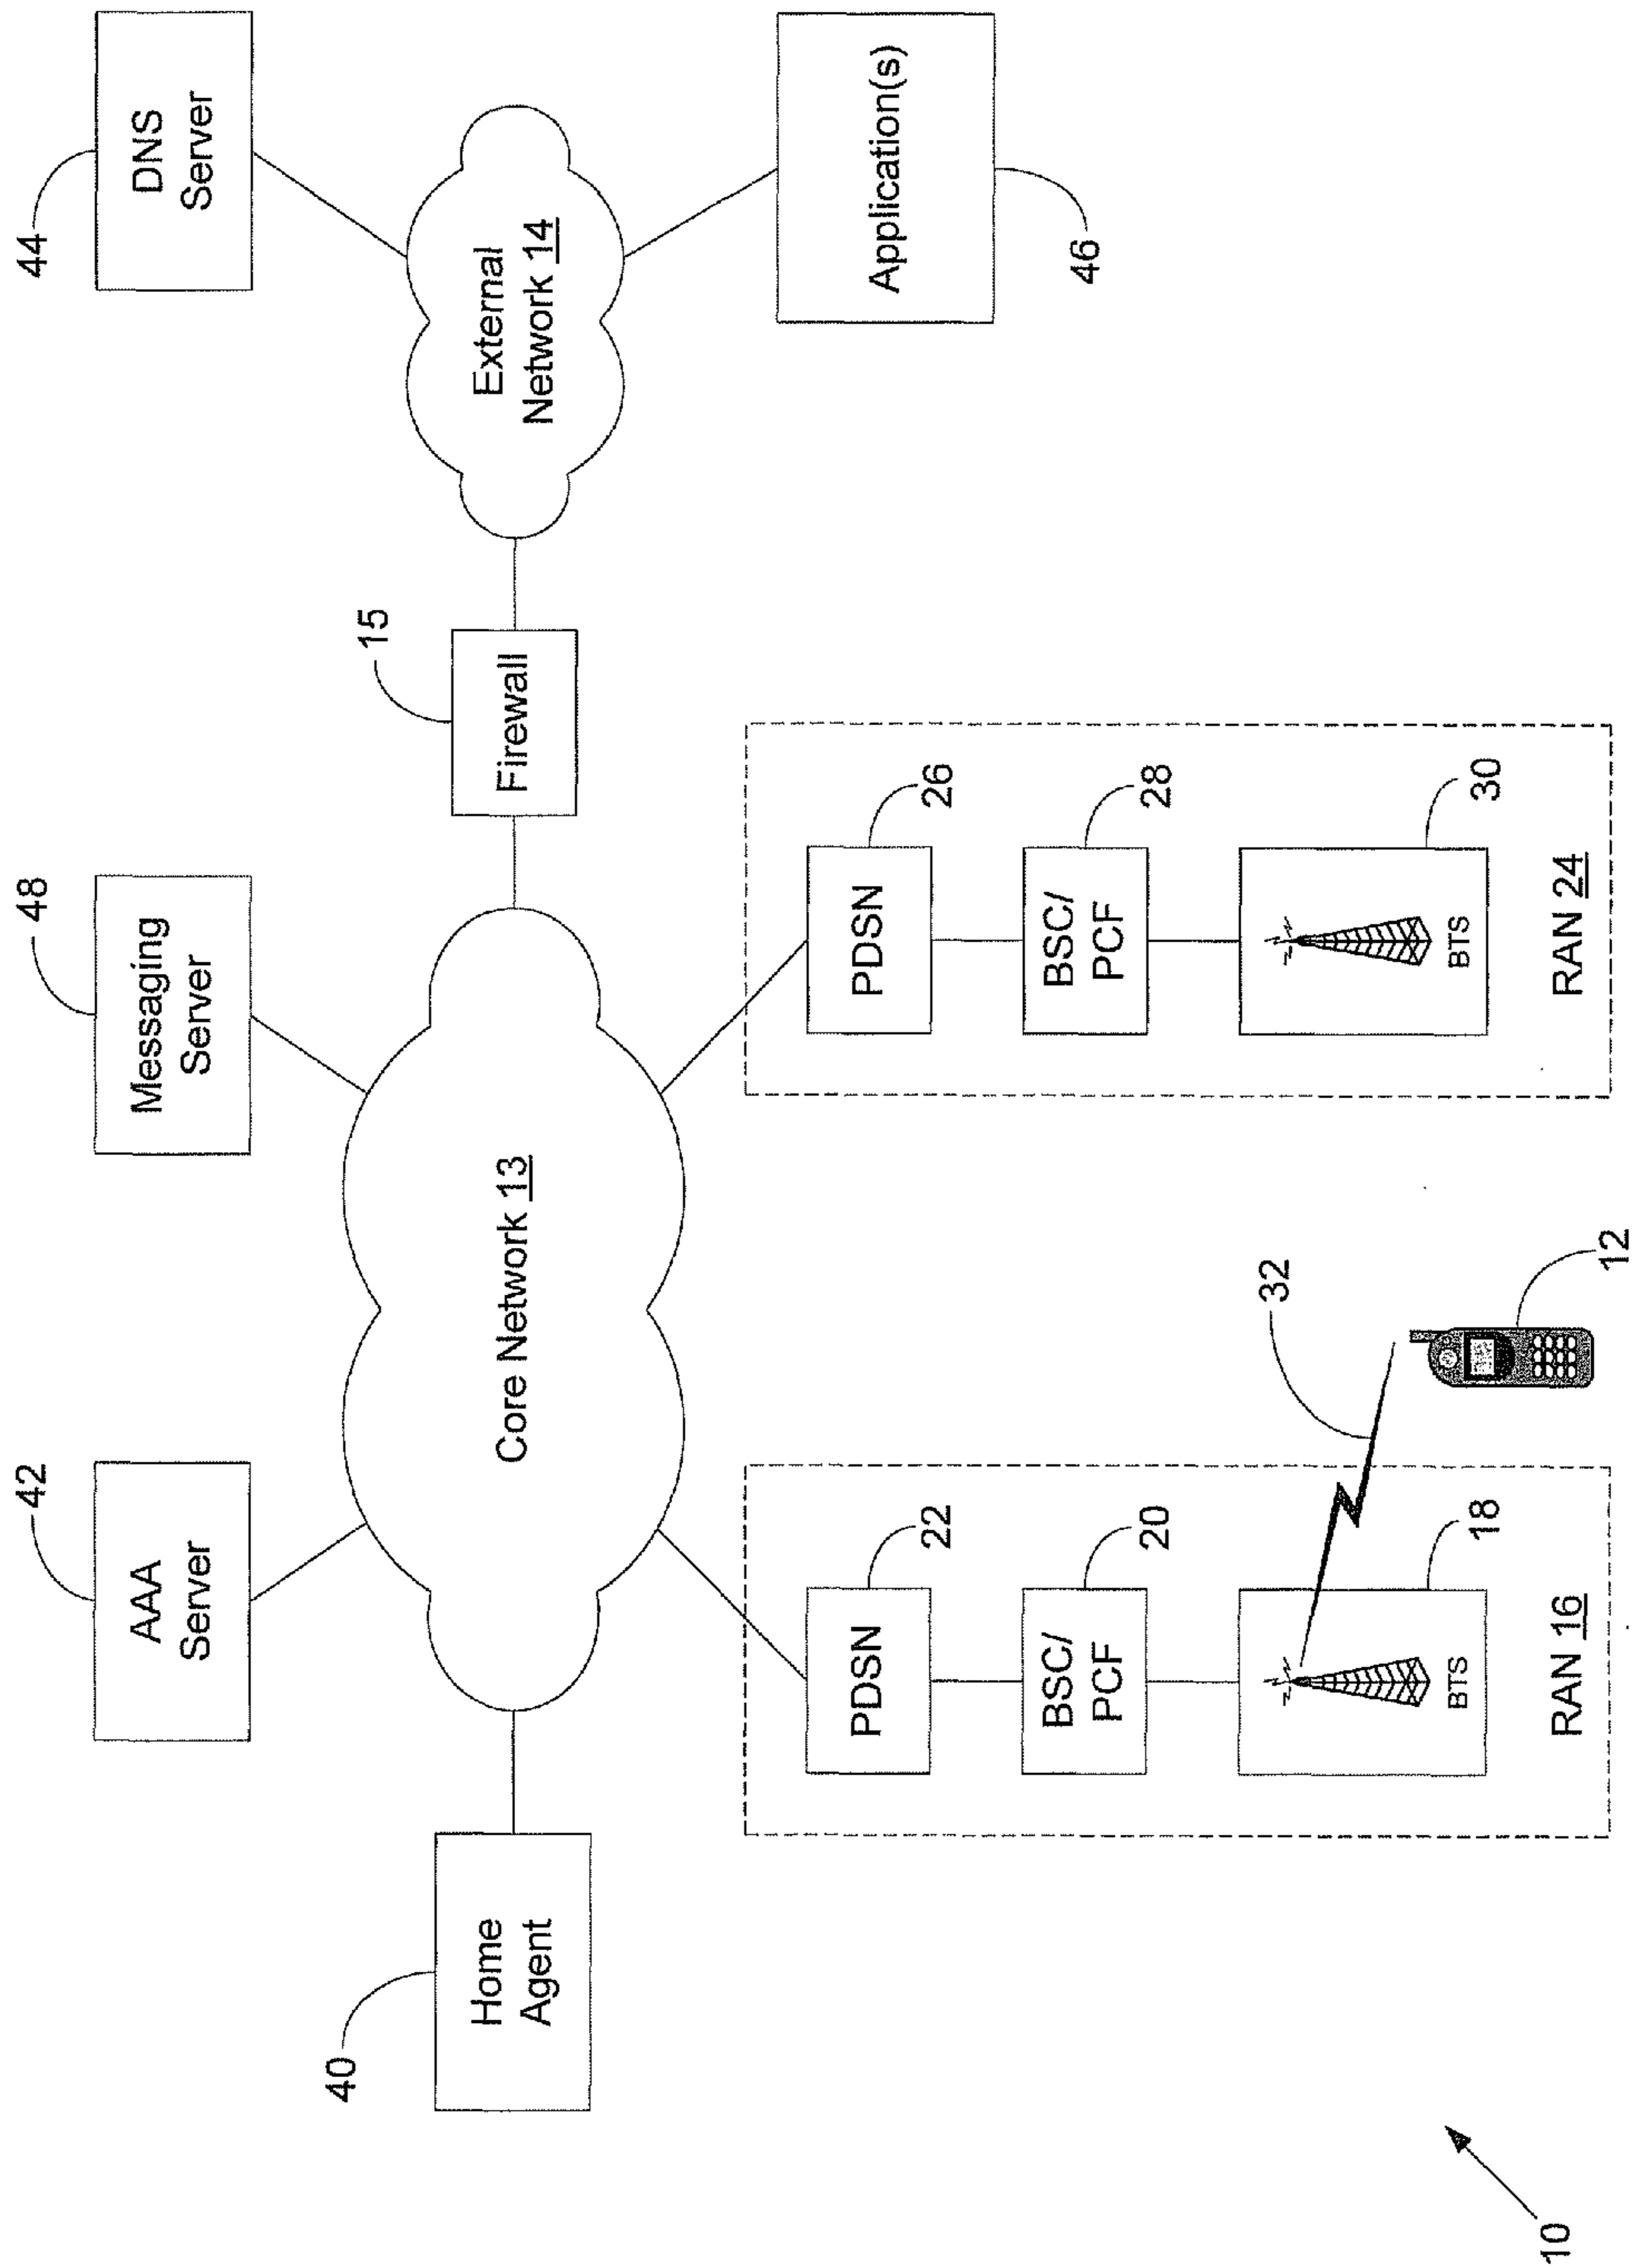 42
AAA
Server
48
Messaging
Server
44
DNS
Server
40
Home
Agent
Core Network 13
15
Firewall
External
Network 14
Application(s)
46
PDSN
22
BSC/
PCF
20
BTS
18
RAN 16
32
12
PDSN
26
BSC/
PCF
28
BTS
30
RAN 24
10